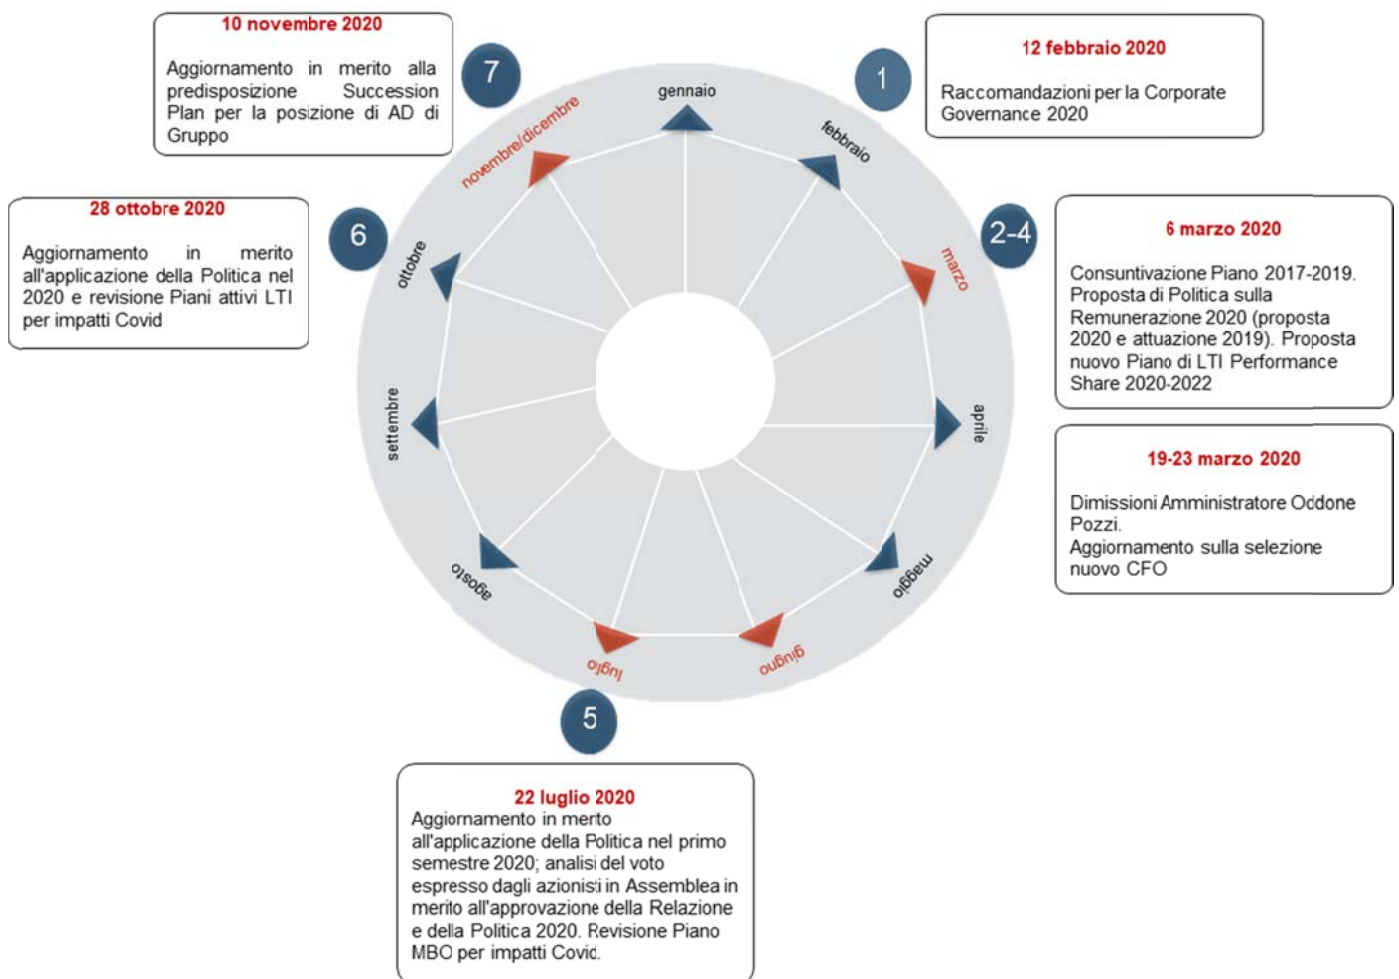 10 novembre 2020
Aggiornamento in merito alla
predisposizione Succession
Plan per la posizione di AD di
Gruppo
7
gennaio
1
12 febbraio 2020
Raccomandazioni per la Corporate
Governance 2020
novembre/dicembre
febbraio
28 ottobre 2020
Aggiornamento in merito
all'applicazione della Politica nel
2020 e revisione Piani attivi LTI
per impatti Covid
6
ottobre
2-4
marzo
6 marzo 2020
Consuntivazione Piano 2017-2019.
Proposta di Politica sulla
Remunerazione 2020 (proposta
2020 e attuazione 2019). Proposta
nuovo Piano di LTI Performance
Share 2020-2022
settembre
aprile
19-23 marzo 2020
Dimissioni Amministratore Oddone
Pozzi.
Aggiornamento sulla selezione
nuovo CFO
agosto
maggio
luglio
giugno
5
22 luglio 2020
Aggiornamento in merto
all'applicazione della Politica nel primo
semestre 2020; analisi del voto
espresso dagli azionisti in Assemblea in
merito all'approvazione della Relazione
e della Politica 2020. Revisione Piano
MBO per impatti Covid.